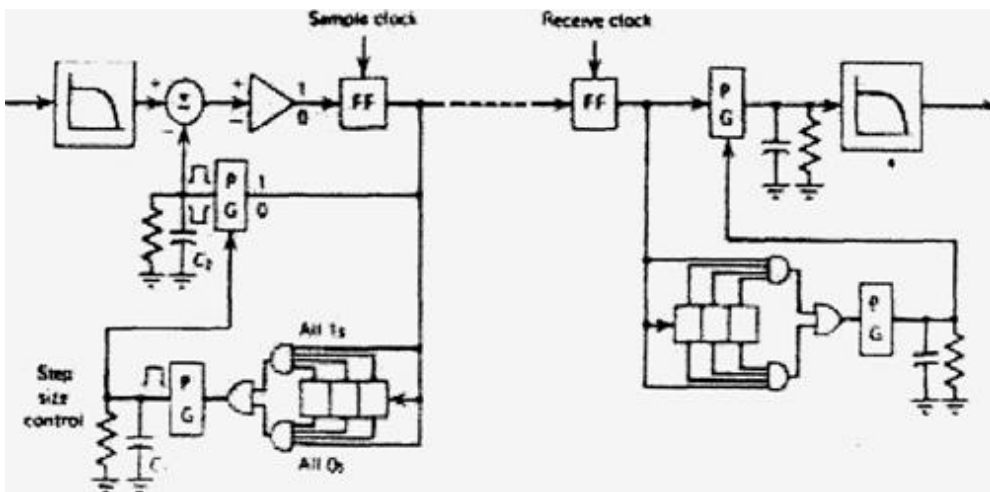 Sample clock
Receive clock
+
+
1
FF
FF
P
G
Σ
−
0
−
P
G
1
0
C₂
All 1s
Step
size
control
P
G
P
G
C
All 0s